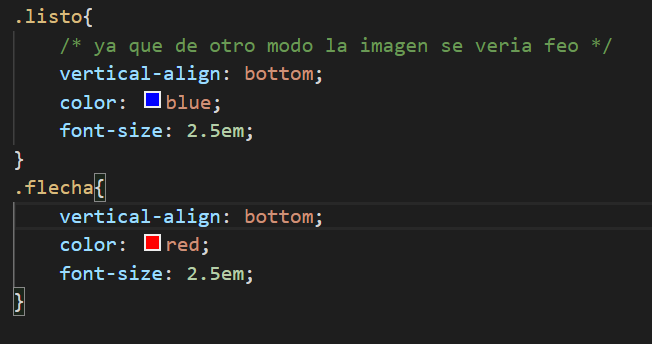 .listo{
/* ya que de otro modo la imagen se veria feo */
vertical-align: bottom;
color: blue;
font-size: 2.5em;
}
.flecha{
vertical-align: bottom;
color: red;
font-size: 2.5em;
}